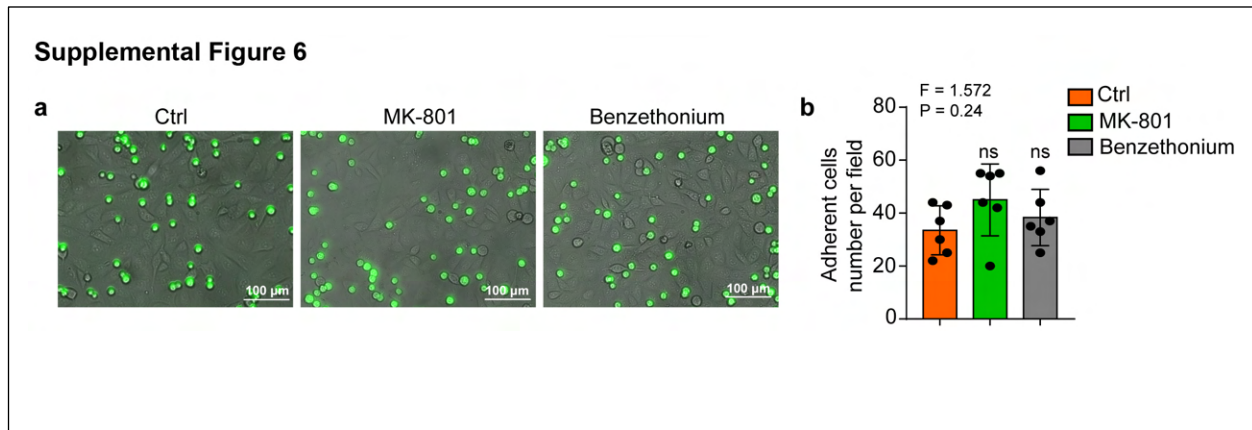 Supplemental Figure 6
a
Ctrl
MK-801
Benzethonium
100 µm
100 µm
100 µm
b
F = 1.572
P = 0.24
Ctrl
MK-801
Benzethonium
Adherent cells
number per field
80
60
40
20
0
ns
ns